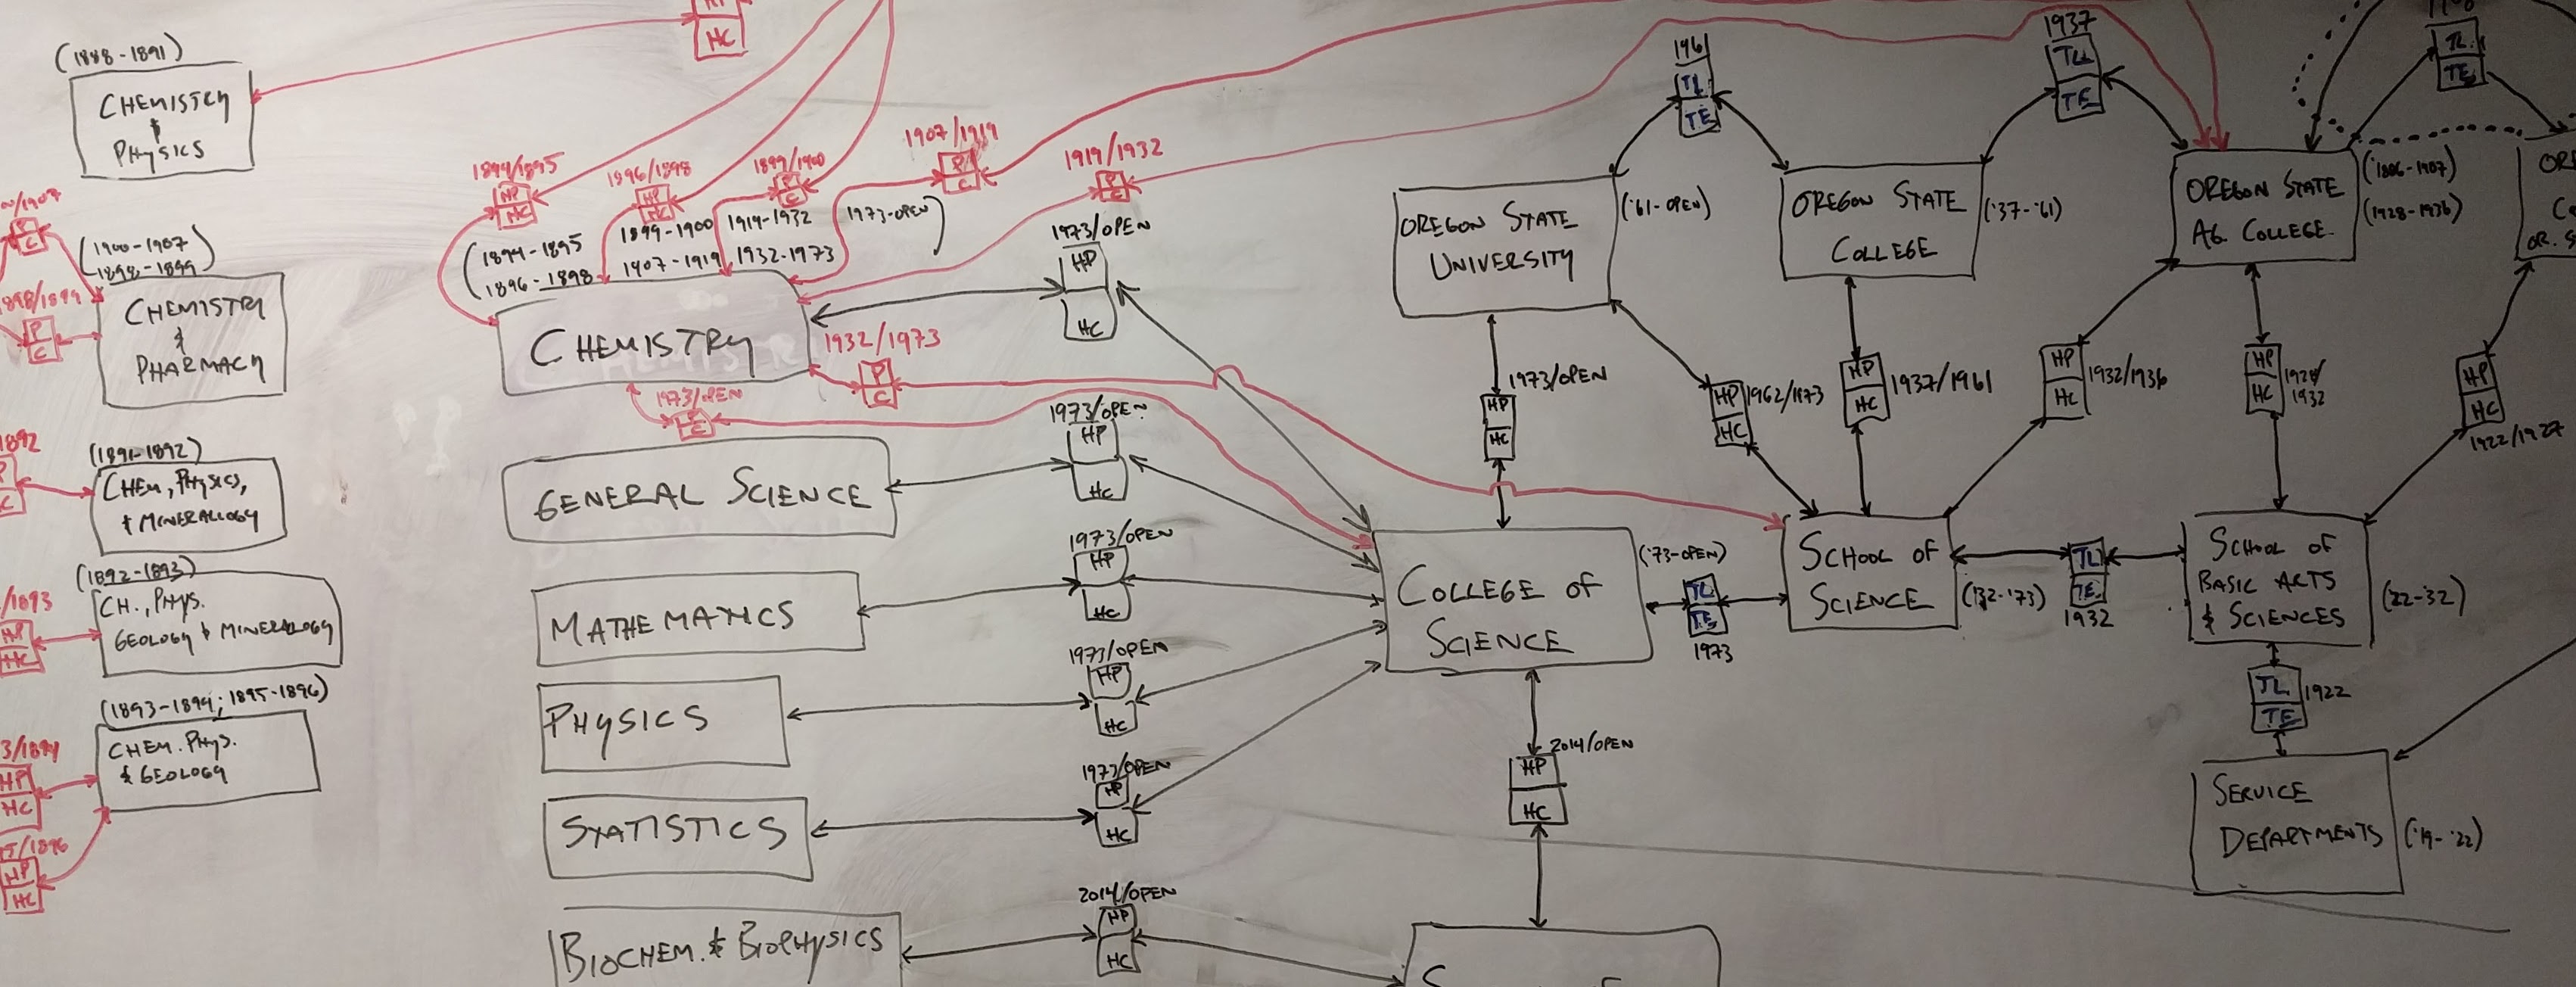 HC
(1888-1891)
CHEMISTRY
&
PHYSICS
(1900-1907)
1898-1899
CHEMISTRY
&
PHARMACY
P
C
1898/1899
P
C
(1891-1892)
CHEM, PHYSICS,
& MINERALLOGY
1892
(1892-1893)
CH., PHYS.
GEOLOGY & MINERALOGY
/1893
HP
HC
(1893-1894; 1895-1896)
CHEM. PHYS.
& GEOLOGY
HP
HC
HP
HC
1894/1895
HP
HC
1896/1898
HP
HC
1899/1900
P
C
1907/1919
P
C
1919/1932
P
C
(1894-1895
1896-1898
1899-1900
1907-1919
1919-1932
1932-1973
1973-OPEN)
CHEMISTRY
1973/OPEN
HP
HC
1932/1973
P
C
1973/OPEN
P
C
GENERAL SCIENCE
1973/OPEN
HP
HC
MATHEMATICS
1973/OPEN
HP
HC
PHYSICS
1973/OPEN
HP
HC
STATISTICS
1973/OPEN
HP
HC
BIOCHEM. & BIOPHYSICS
2014/OPEN
HP
HC
OREGON STATE
UNIVERSITY
('61-OPEN)
1961
TL
TE
OREGON STATE
COLLEGE
('37-'61)
1937
TL
TE
OREGON STATE
AG. COLLEGE
(1886-1907)
(1928-1936)
TL
TE
1973/OPEN
HP
HC
HP
HC
1962/1973
HP
HC
1937/1961
HP
HC
1932/1936
HP
HC
1928/
1932
HP
HC
1922/1927
COLLEGE OF
SCIENCE
('73-OPEN)
TL
TE
1973
SCHOOL OF
SCIENCE
('32-'73)
TL
TE
1932
SCHOOL OF
BASIC ARTS
& SCIENCES
(22-32)
TL
TE
1922
SERVICE
DEPARTMENTS
('19-'22)
2014/OPEN
HP
HC